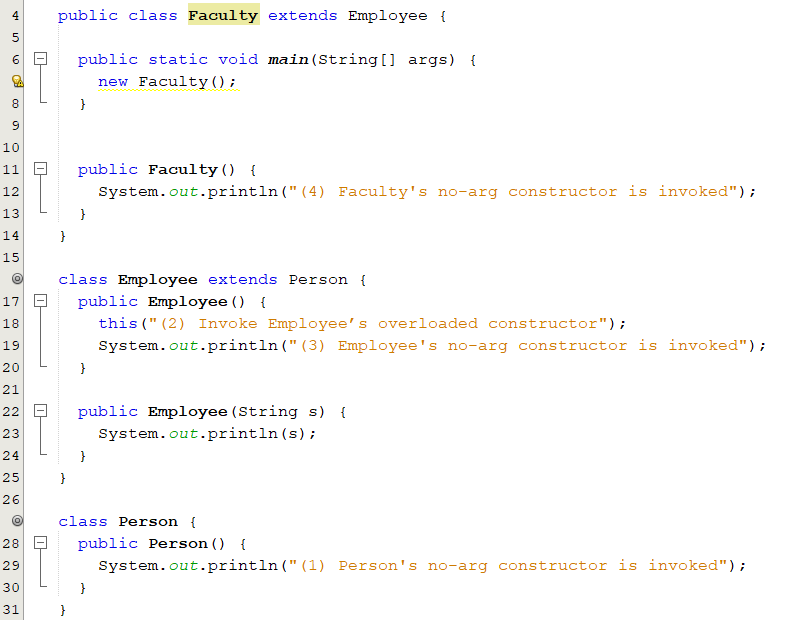 4 public class Faculty extends Employee {
5
6 public static void main(String[] args) {
new Faculty();
8 }
9
10
11 public Faculty() {
12 System.out.println("(4) Faculty's no-arg constructor is invoked");
13 }
14 }
15
class Employee extends Person {
17 public Employee() {
18 this("(2) Invoke Employee’s overloaded constructor");
19 System.out.println("(3) Employee's no-arg constructor is invoked");
20 }
21
22 public Employee(String s) {
23 System.out.println(s);
24 }
25 }
26
class Person {
28 public Person() {
29 System.out.println("(1) Person's no-arg constructor is invoked");
30 }
31 }